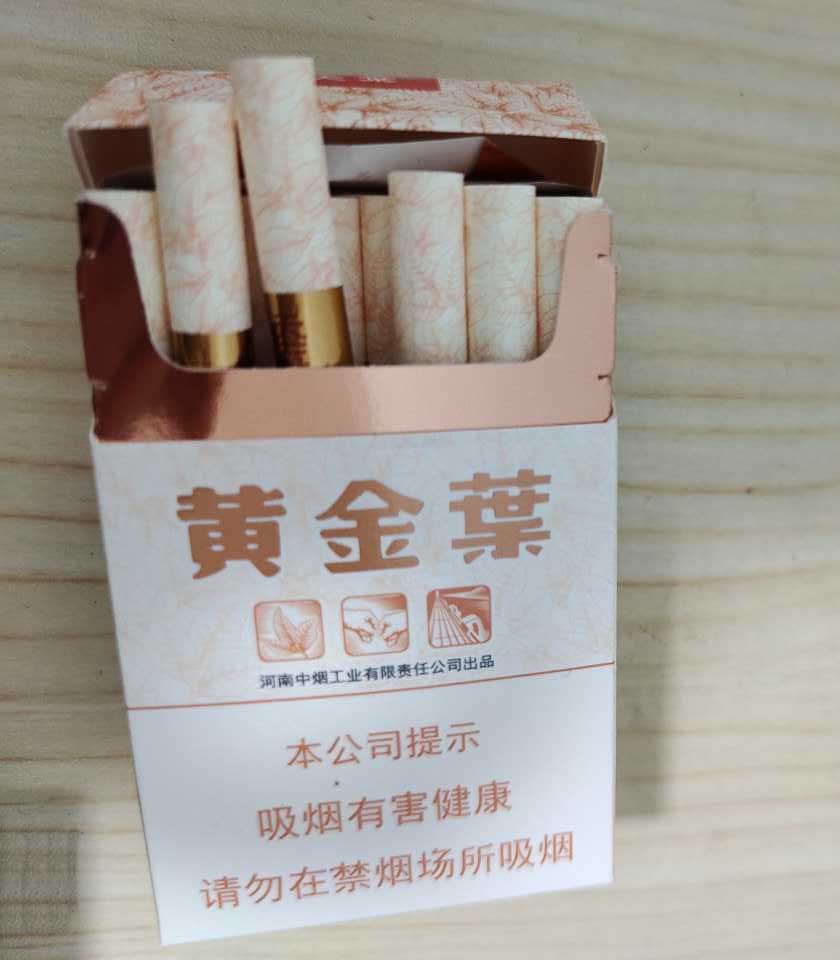 黄金葉
河南中烟工业有限责任公司出品
本公司提示
吸烟有害健康
请勿在禁烟场所吸烟